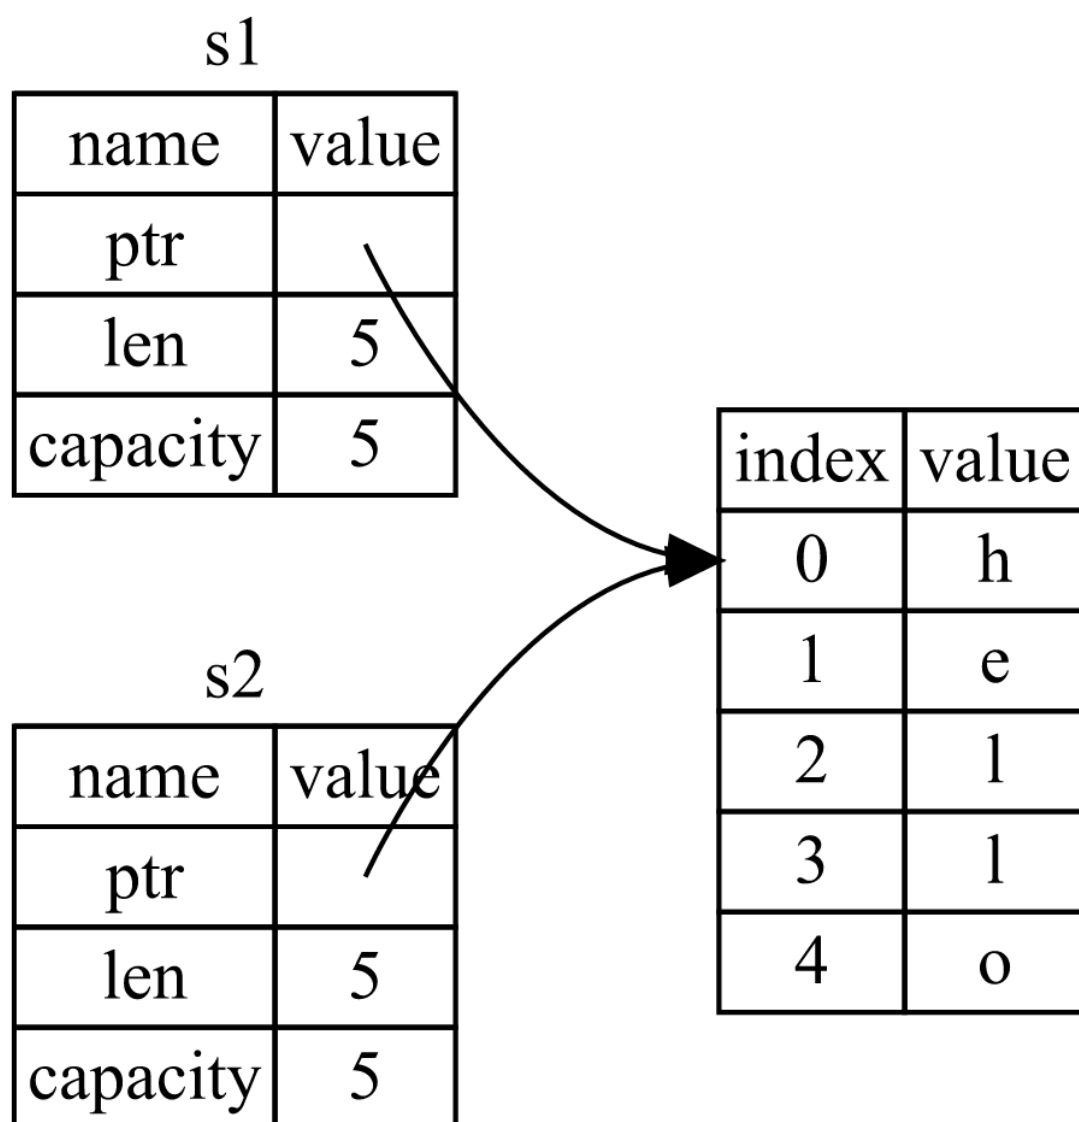 s1
name value
ptr
len 5
capacity 5
s2
name value
ptr
len 5
capacity 5
index value
0 h
1 e
2 l
3 l
4 o